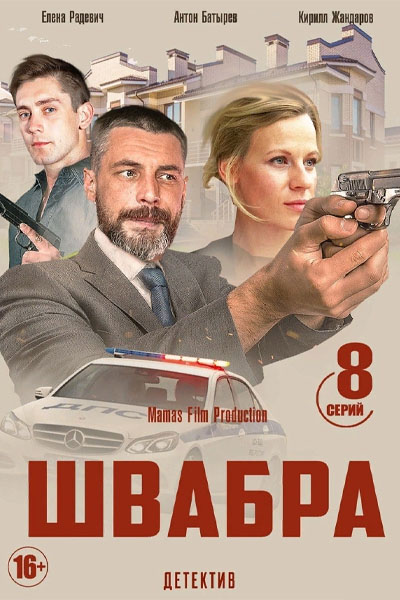 Елена Радевич Антон Батырев Кирилл Жандаров
8
СЕРИЙ
ДПС
Mamas Film Production
ШВАБРА
16+
ДЕТЕКТИВ